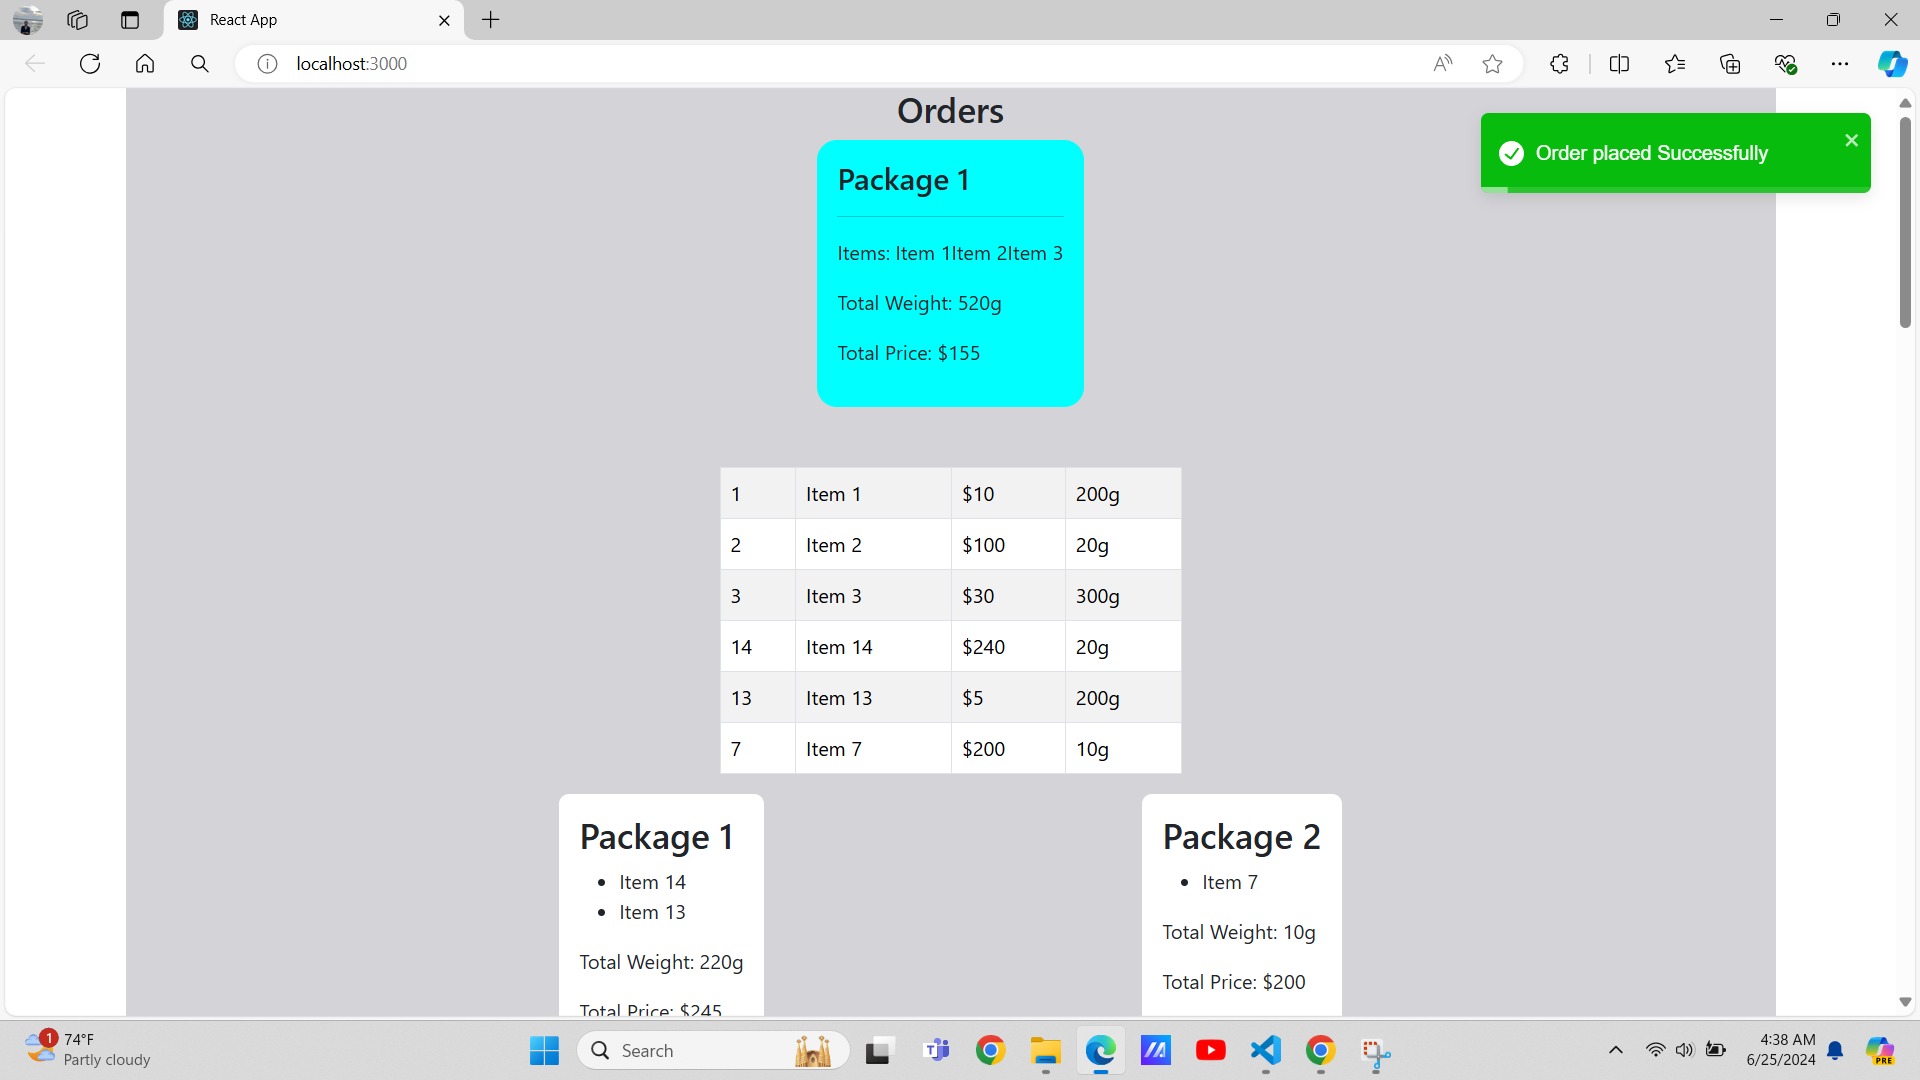 React App
localhost:3000
Orders
Order placed Successfully
Package 1
Items: Item 1Item 2Item 3
Total Weight: 520g
Total Price: $155
1 Item 1 $10 200g
2 Item 2 $100 20g
3 Item 3 $30 300g
14 Item 14 $240 20g
13 Item 13 $5 200g
7 Item 7 $200 10g
Package 1
Item 14
Item 13
Total Weight: 220g
Total Price: $245
Package 2
Item 7
Total Weight: 10g
Total Price: $200
1
74°F
Partly cloudy
Search
4:38 AM
6/25/2024
PRE